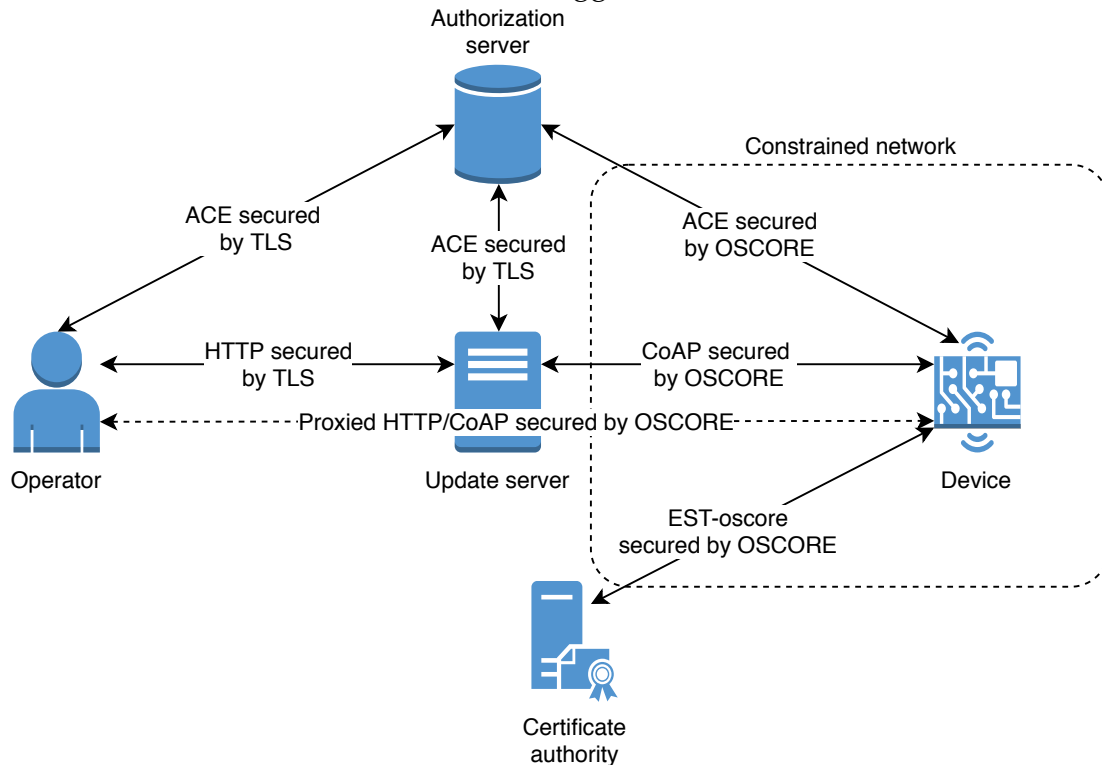 Authorization
server
Constrained network
ACE secured
by TLS
ACE secured
by TLS
ACE secured
by OSCORE
HTTP secured
by TLS
CoAP secured
by OSCORE
Proxied HTTP/CoAP secured by OSCORE
Operator
Update server
Device
EST-oscore
secured by OSCORE
Certificate
authority